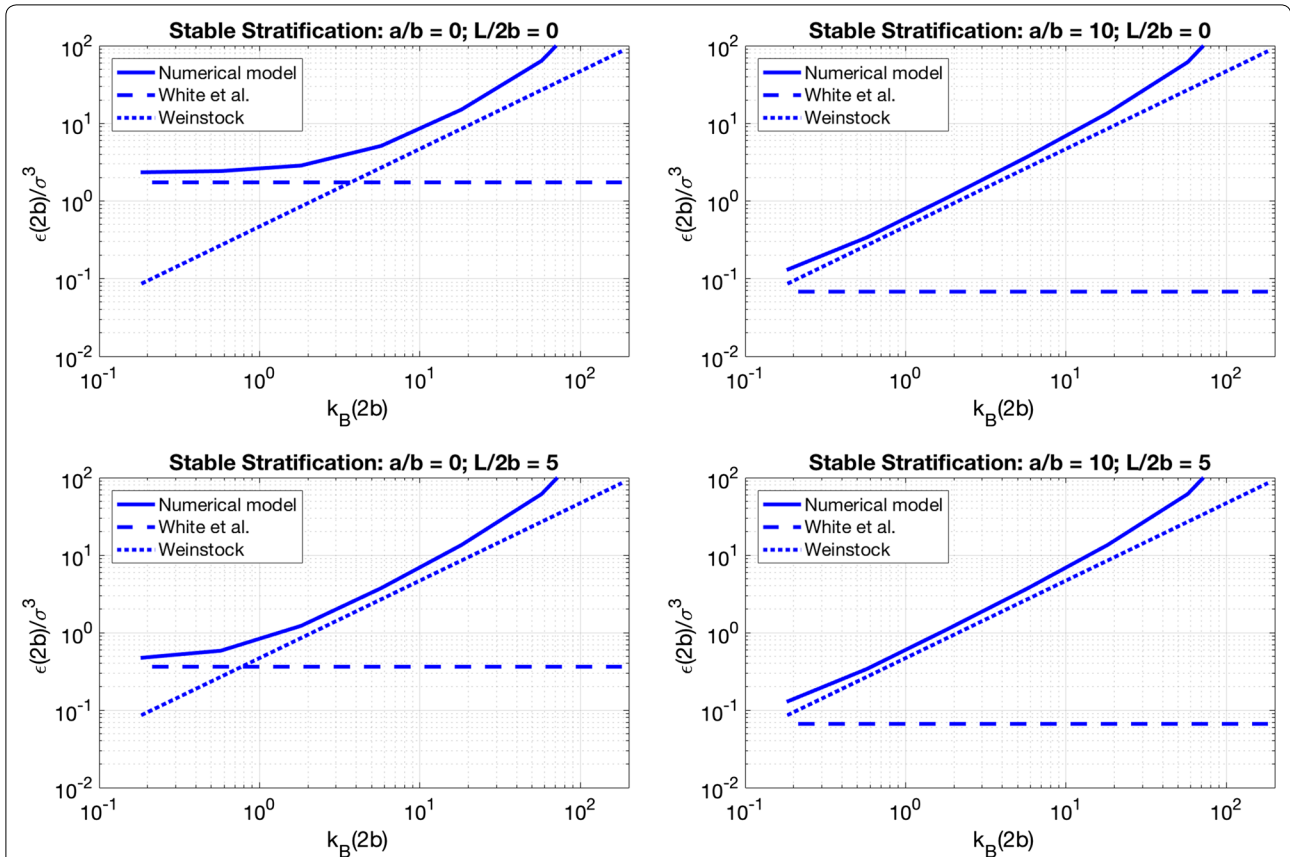 Stable Stratification: a/b = 0; L/2b = 0
10^2
10^1
10^0
10^-1
10^-2
ϵ(2b)/σ^3
Numerical model
White et al.
Weinstock
10^-1
10^0
10^1
10^2
k_B(2b)
Stable Stratification: a/b = 10; L/2b = 0
10^2
10^1
10^0
10^-1
10^-2
ϵ(2b)/σ^3
Numerical model
White et al.
Weinstock
10^-1
10^0
10^1
10^2
k_B(2b)
Stable Stratification: a/b = 0; L/2b = 5
10^2
10^1
10^0
10^-1
10^-2
ϵ(2b)/σ^3
Numerical model
White et al.
Weinstock
10^-1
10^0
10^1
10^2
k_B(2b)
Stable Stratification: a/b = 10; L/2b = 5
10^2
10^1
10^0
10^-1
10^-2
ϵ(2b)/σ^3
Numerical model
White et al.
Weinstock
10^-1
10^0
10^1
10^2
k_B(2b)